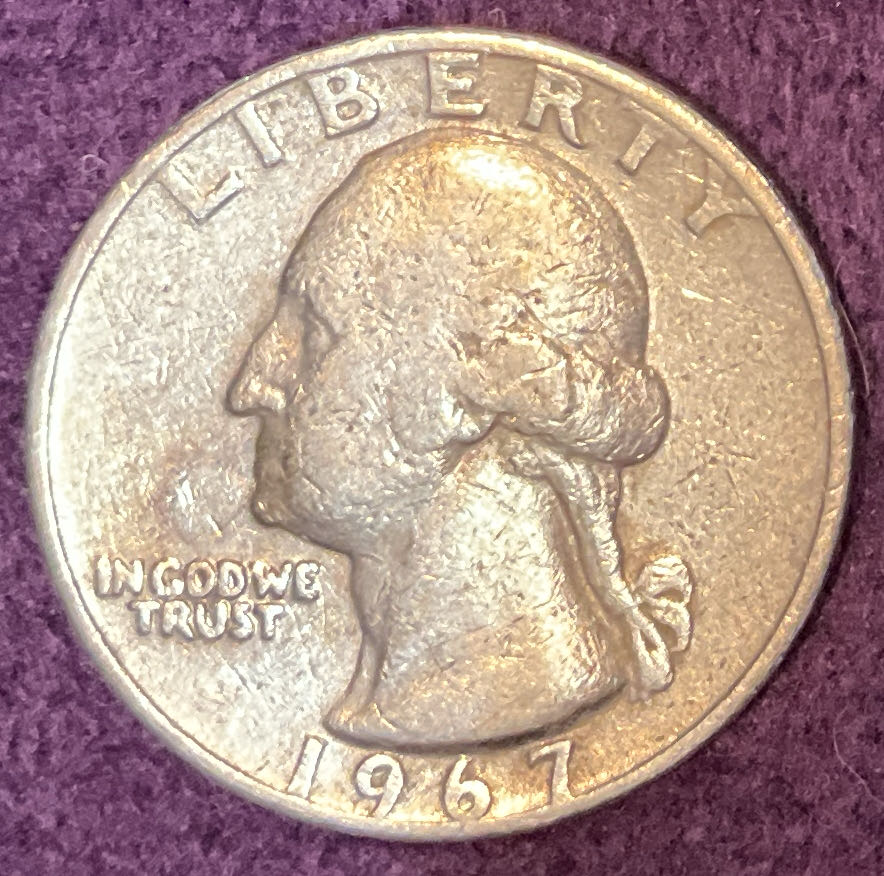 LIBERTY
IN GOD WE
TRUST
1967